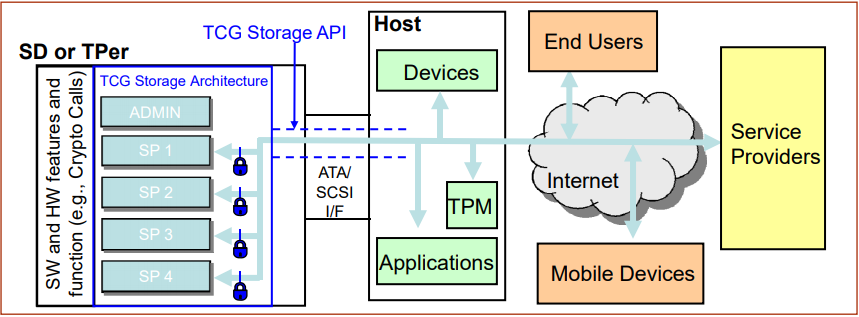 TCG Storage API
Host
SD or TPer
SW and HW features and
function (e.g., Crypto Calls)
TCG Storage Architecture
ADMIN
SP 1
SP 2
SP 3
SP 4
ATA/
SCSI
I/F
Devices
TPM
Applications
End Users
Internet
Mobile Devices
Service
Providers